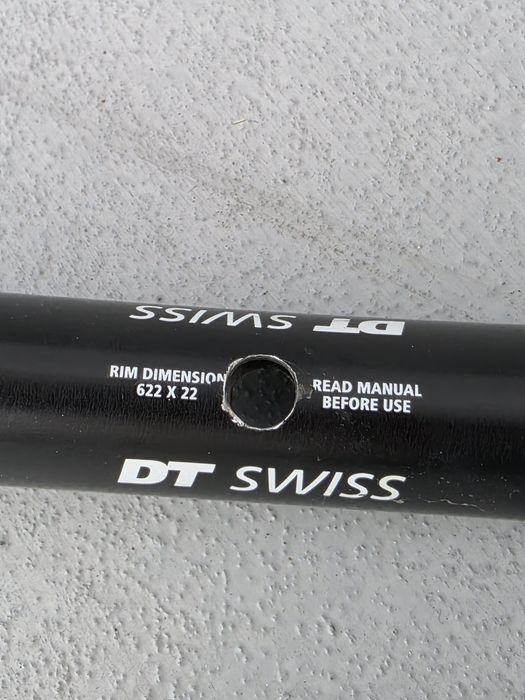 DT SWISS
RIM DIMENSION
622 X 22
READ MANUAL
BEFORE USE
DT SWISS